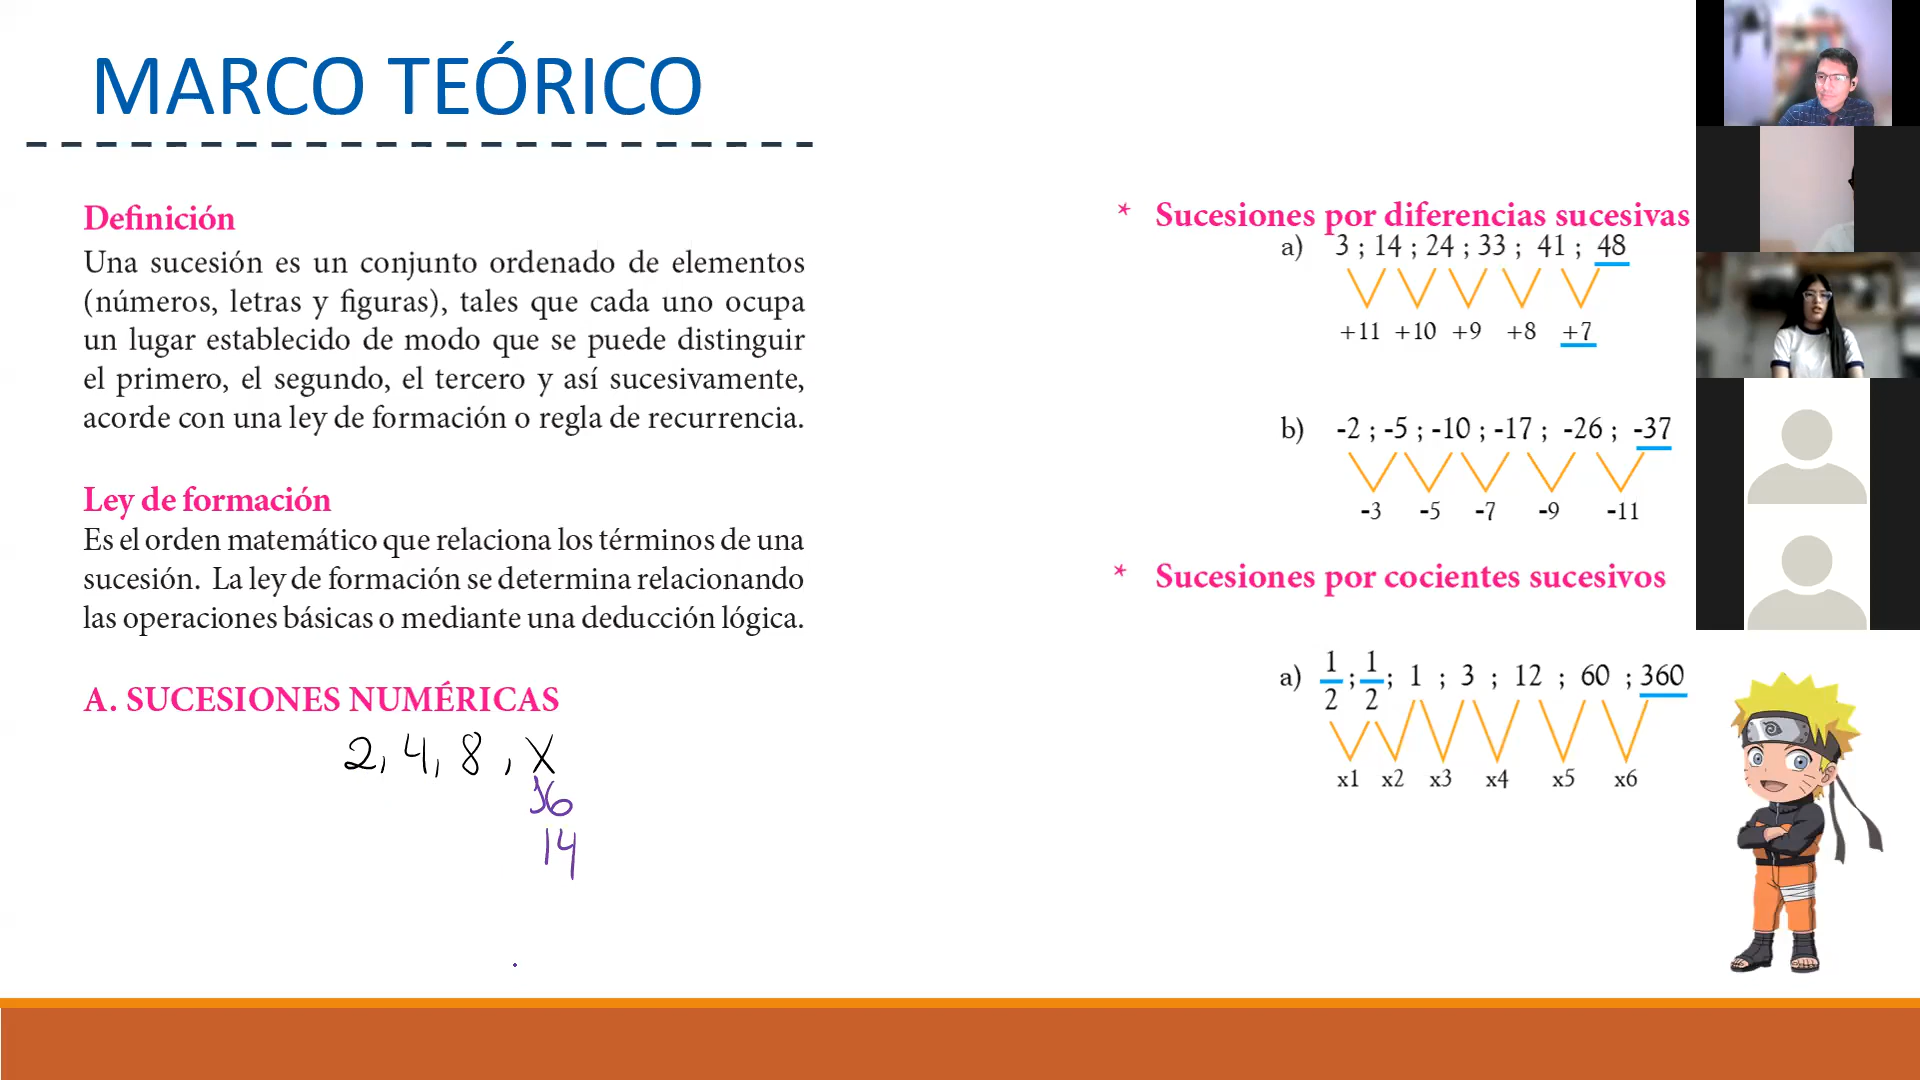 MARCO TEÓRICO
Definición
Una sucesión es un conjunto ordenado de elementos
(números, letras y figuras), tales que cada uno ocupa
un lugar establecido de modo que se puede distinguir
el primero, el segundo, el tercero y así sucesivamente,
acorde con una ley de formación o regla de recurrencia.
Ley de formación
Es el orden matemático que relaciona los términos de una
sucesión. La ley de formación se determina relacionando
las operaciones básicas o mediante una deducción lógica.
A. SUCESIONES NUMÉRICAS
2, 4, 8, X
16
14
* Sucesiones por diferencias sucesivas
a) 3 ; 14 ; 24 ; 33 ; 41 ; 48
+11 +10 +9 +8 +7
b) -2 ; -5 ; -10 ; -17 ; -26 ; -37
-3 -5 -7 -9 -11
* Sucesiones por cocientes sucesivos
a) 1/2 ; 1/2 ; 1 ; 3 ; 12 ; 60 ; 360
x1 x2 x3 x4 x5 x6